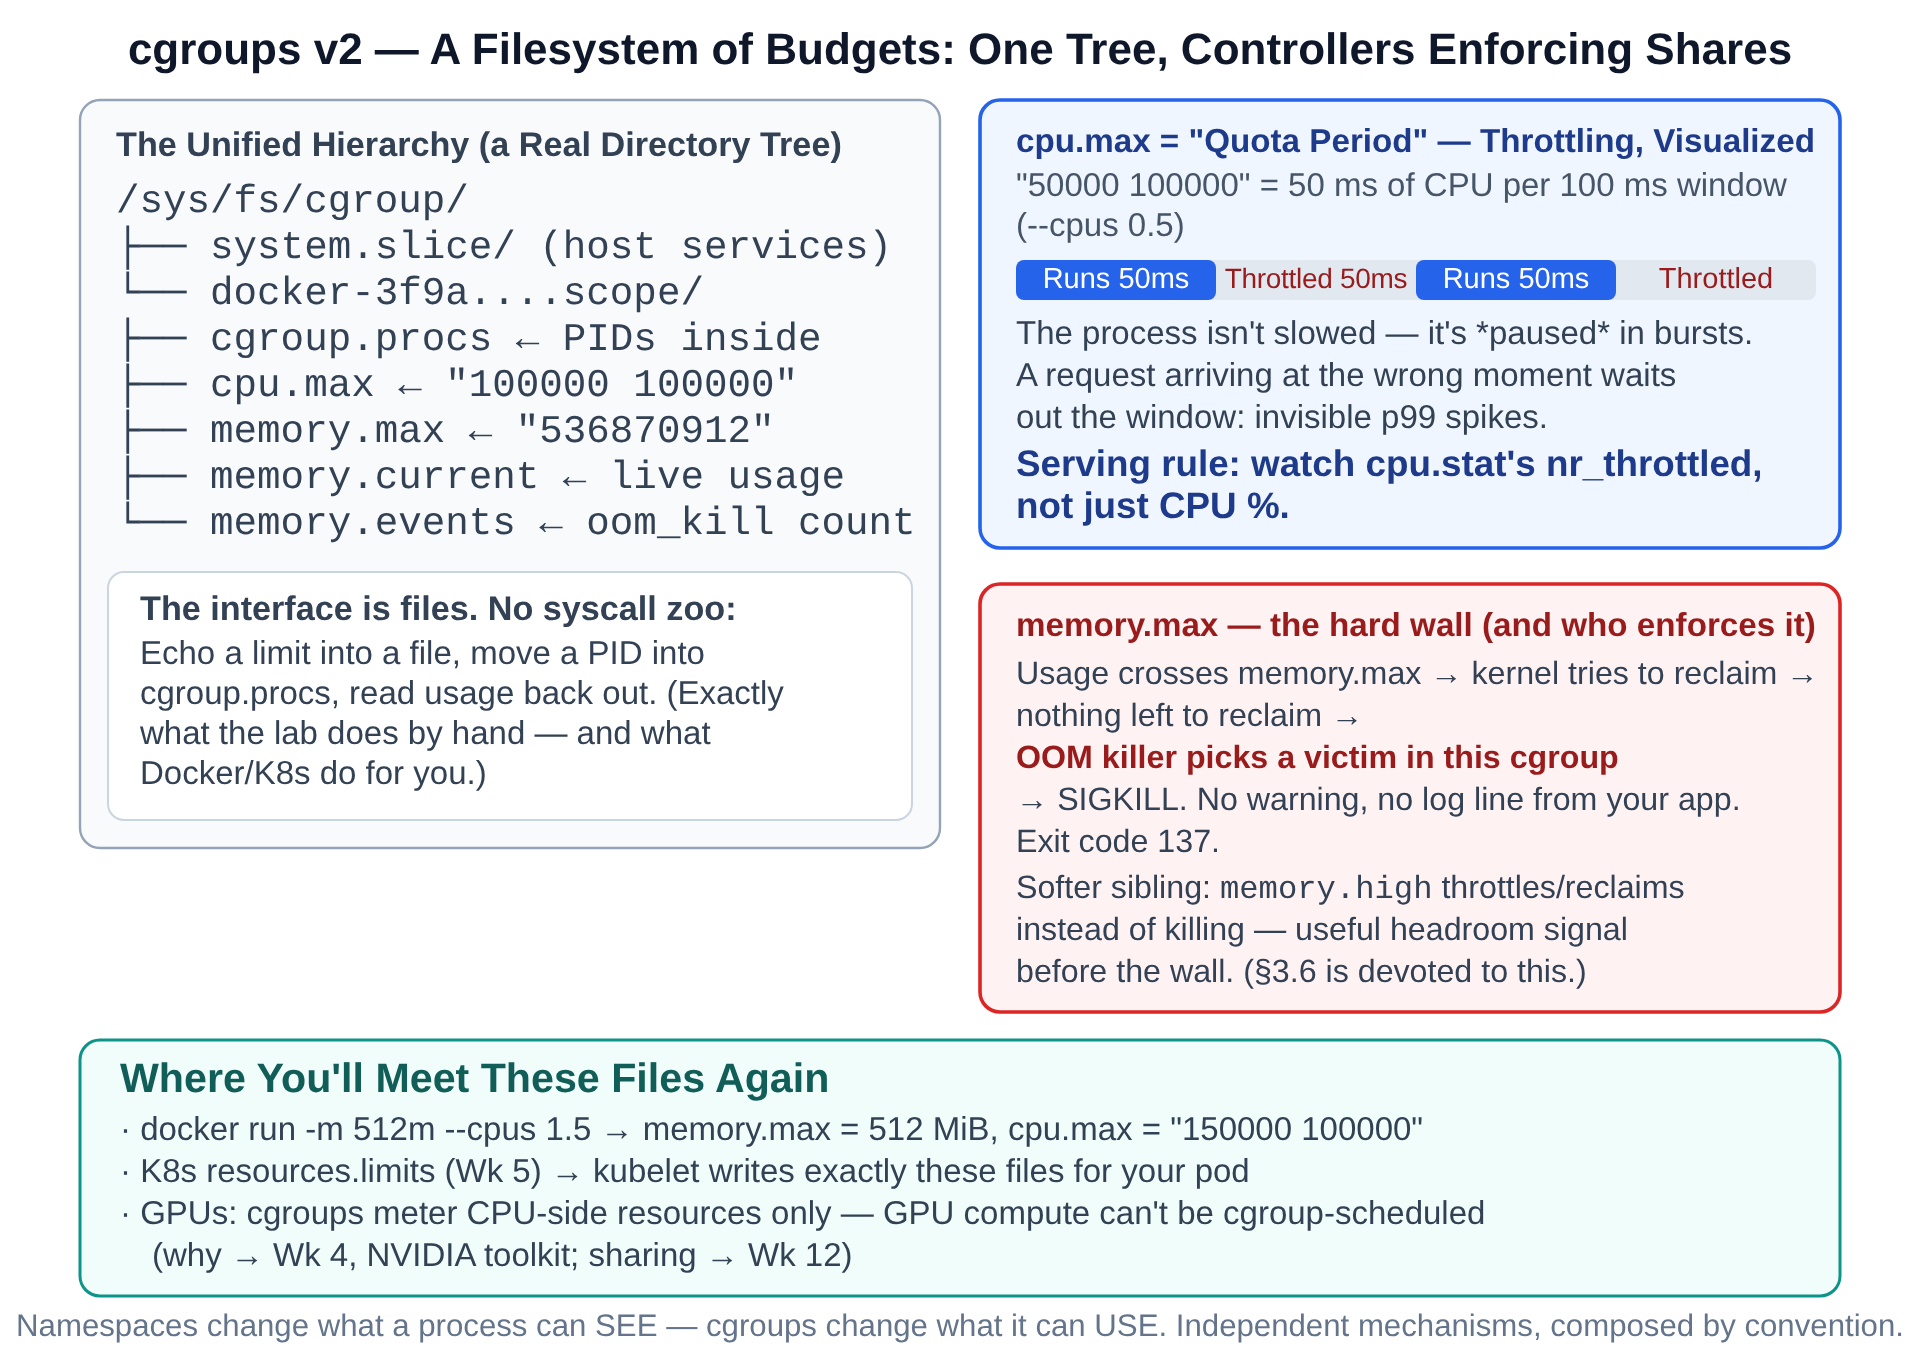 cgroups v2 — A Filesystem of Budgets: One Tree, Controllers Enforcing Shares
The Unified Hierarchy (a Real Directory Tree)
/sys/fs/cgroup/
├── system.slice/ (host services)
└── docker-3f9a....scope/
├── cgroup.procs ← PIDs inside
├── cpu.max ← "100000 100000"
├── memory.max ← "536870912"
├── memory.current ← live usage
└── memory.events ← oom_kill count
The interface is files. No syscall zoo:
Echo a limit into a file, move a PID into
cgroup.procs, read usage back out. (Exactly
what the lab does by hand — and what
Docker/K8s do for you.)
cpu.max = "Quota Period" — Throttling, Visualized
"50000 100000" = 50 ms of CPU per 100 ms window
(--cpus 0.5)
Runs 50ms Throttled 50ms Runs 50ms Throttled
The process isn't slowed — it's *paused* in bursts.
A request arriving at the wrong moment waits
out the window: invisible p99 spikes.
Serving rule: watch cpu.stat's nr_throttled,
not just CPU %.
memory.max — the hard wall (and who enforces it)
Usage crosses memory.max → kernel tries to reclaim →
nothing left to reclaim →
OOM killer picks a victim in this cgroup
→ SIGKILL. No warning, no log line from your app.
Exit code 137.
Softer sibling: memory.high throttles/reclaims
instead of killing — useful headroom signal
before the wall. (§3.6 is devoted to this.)
Where You'll Meet These Files Again
· docker run -m 512m --cpus 1.5 → memory.max = 512 MiB, cpu.max = "150000 100000"
· K8s resources.limits (Wk 5) → kubelet writes exactly these files for your pod
· GPUs: cgroups meter CPU-side resources only — GPU compute can't be cgroup-scheduled
(why → Wk 4, NVIDIA toolkit; sharing → Wk 12)
Namespaces change what a process can SEE — cgroups change what it can USE. Independent mechanisms, composed by convention.